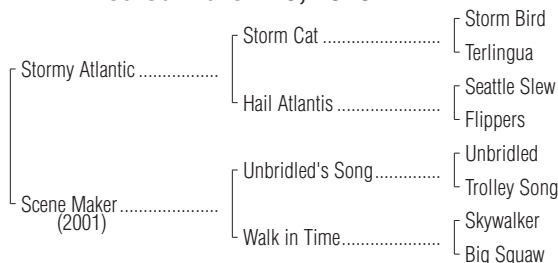 Storm Bird
Storm Cat ........................
Terlingua
Stormy Atlantic ................
Seattle Slew
Hail Atlantis ......................
Flippers
Unbridled
Unbridled's Song...............
Trolley Song
Scene Maker ....................
(2001)
Skywalker
Walk in Time.....................
Big Squaw